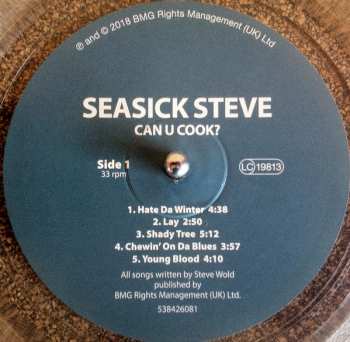 ℗ and © 2018 BMG Rights Management (UK) Ltd
SEASICK STEVE
CAN U COOK?
Side 1
33 rpm
LC 19813
1. Hate Da Winter 4:38
2. Lay 2:50
3. Shady Tree 5:12
4. Chewin' On Da Blues 3:57
5. Young Blood 4:10
All songs written by Steve Wold
published by
BMG Rights Management (UK) Ltd.
538426081